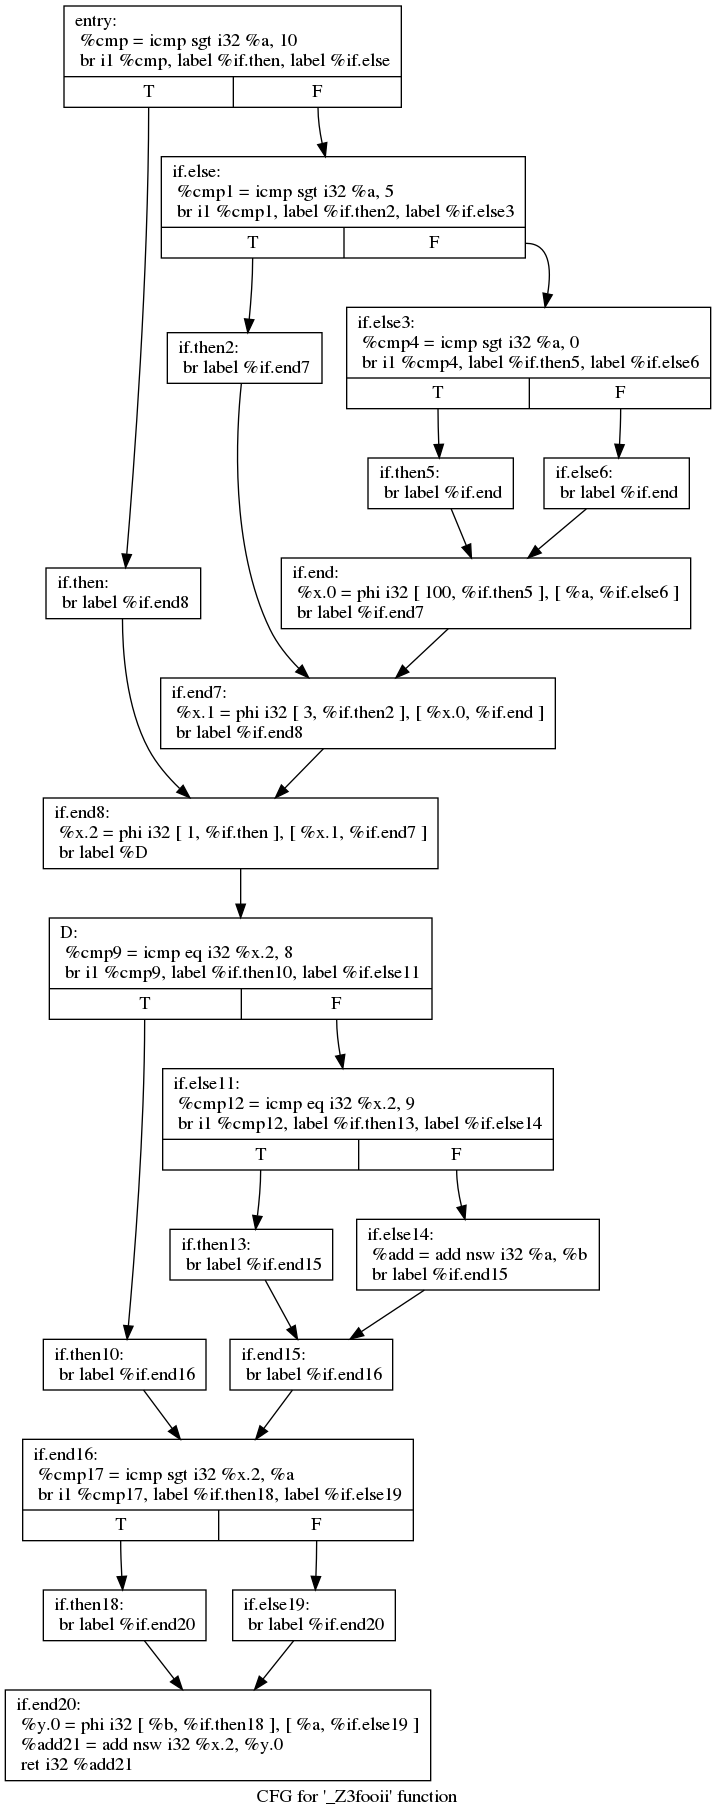 entry:
%cmp = icmp sgt i32 %a, 10
br i1 %cmp, label %if.then, label %if.else
T F
if.else:
%cmp1 = icmp sgt i32 %a, 5
br i1 %cmp1, label %if.then2, label %if.else3
T F
if.else3:
%cmp4 = icmp sgt i32 %a, 0
br i1 %cmp4, label %if.then5, label %if.else6
T F
if.then2:
br label %if.end7
if.then5:
br label %if.end
if.else6:
br label %if.end
if.then:
br label %if.end8
if.end:
%x.0 = phi i32 [ 100, %if.then5 ], [ %a, %if.else6 ]
br label %if.end7
if.end7:
%x.1 = phi i32 [ 3, %if.then2 ], [ %x.0, %if.end ]
br label %if.end8
if.end8:
%x.2 = phi i32 [ 1, %if.then ], [ %x.1, %if.end7 ]
br label %D
D:
%cmp9 = icmp eq i32 %x.2, 8
br i1 %cmp9, label %if.then10, label %if.else11
T F
if.else11:
%cmp12 = icmp eq i32 %x.2, 9
br i1 %cmp12, label %if.then13, label %if.else14
T F
if.then13:
br label %if.end15
if.else14:
%add = add nsw i32 %a, %b
br label %if.end15
if.then10:
br label %if.end16
if.end15:
br label %if.end16
if.end16:
%cmp17 = icmp sgt i32 %x.2, %a
br i1 %cmp17, label %if.then18, label %if.else19
T F
if.then18:
br label %if.end20
if.else19:
br label %if.end20
if.end20:
%y.0 = phi i32 [ %b, %if.then18 ], [ %a, %if.else19 ]
%add21 = add nsw i32 %x.2, %y.0
ret i32 %add21
CFG for '_Z3fooii' function